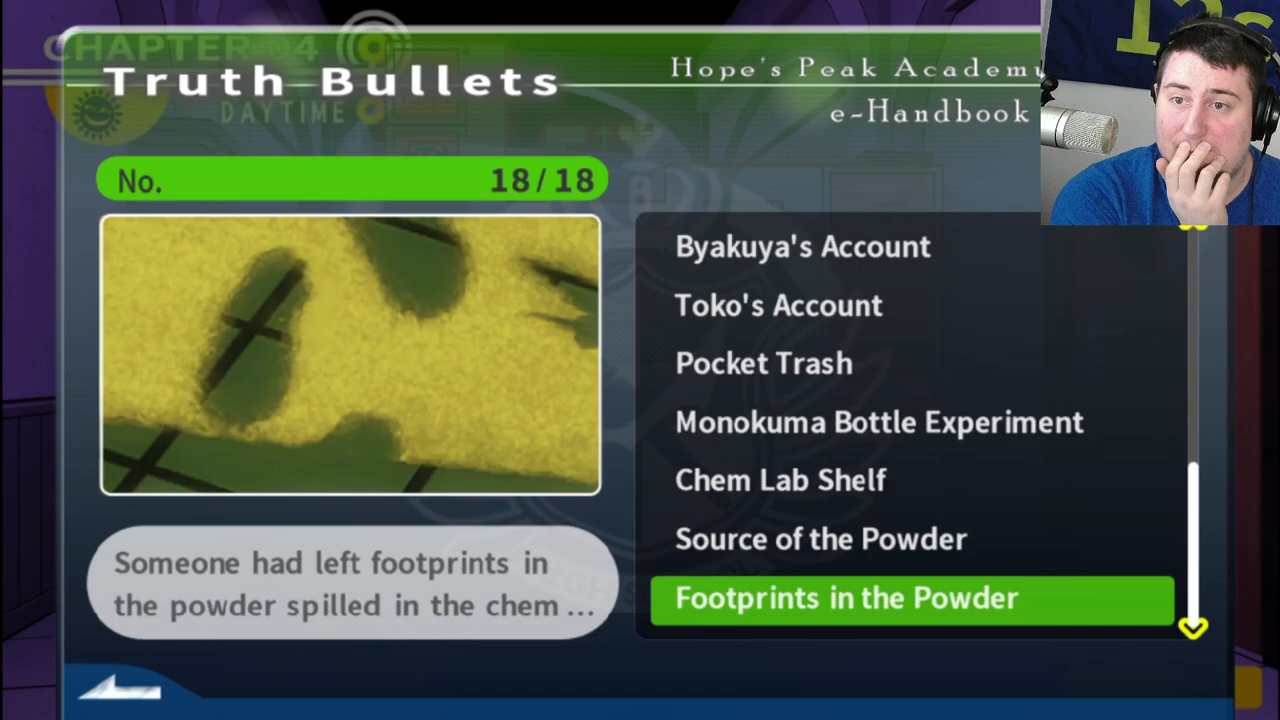 CHAPTER 04
Truth Bullets
DAYTIME
Hope's Peak Academy
e-Handbook
No. 18/18
Byakuya's Account
Toko's Account
Pocket Trash
Monokuma Bottle Experiment
Chem Lab Shelf
Source of the Powder
Footprints in the Powder
Someone had left footprints in
the powder spilled in the chem ...